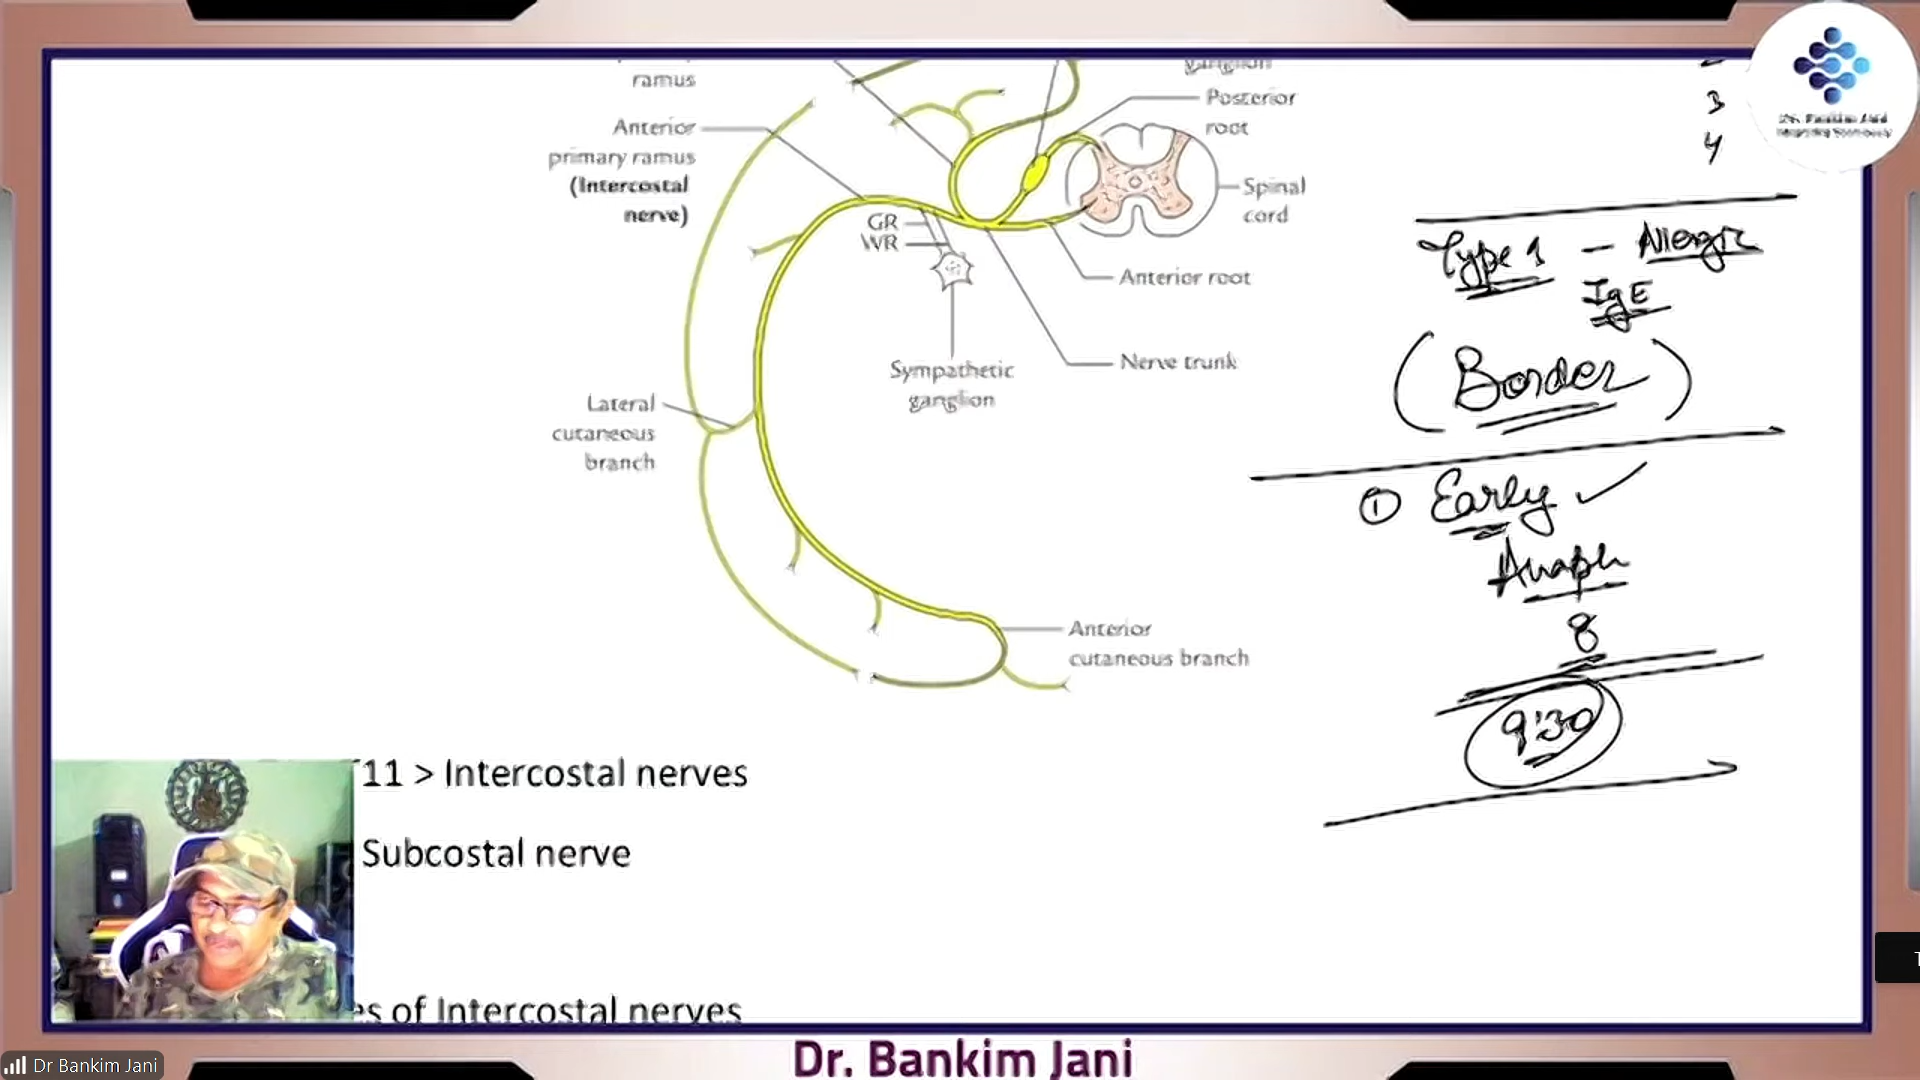 ramus
ganglion
Posterior
root
Anterior
primary ramus
(Intercostal
nerve)
GR
WR
Spinal
cord
Anterior root
Sympathetic
ganglion
Nerve trunk
Lateral
cutaneous
branch
Anterior
cutaneous branch
3
4
Type 1 - Allergic
IgE
(Border)
① Early ✓
Anaph
8
9:30
11 > Intercostal nerves
Subcostal nerve
es of Intercostal nerves
Dr Bankim Jani
Dr. Bankim Jani